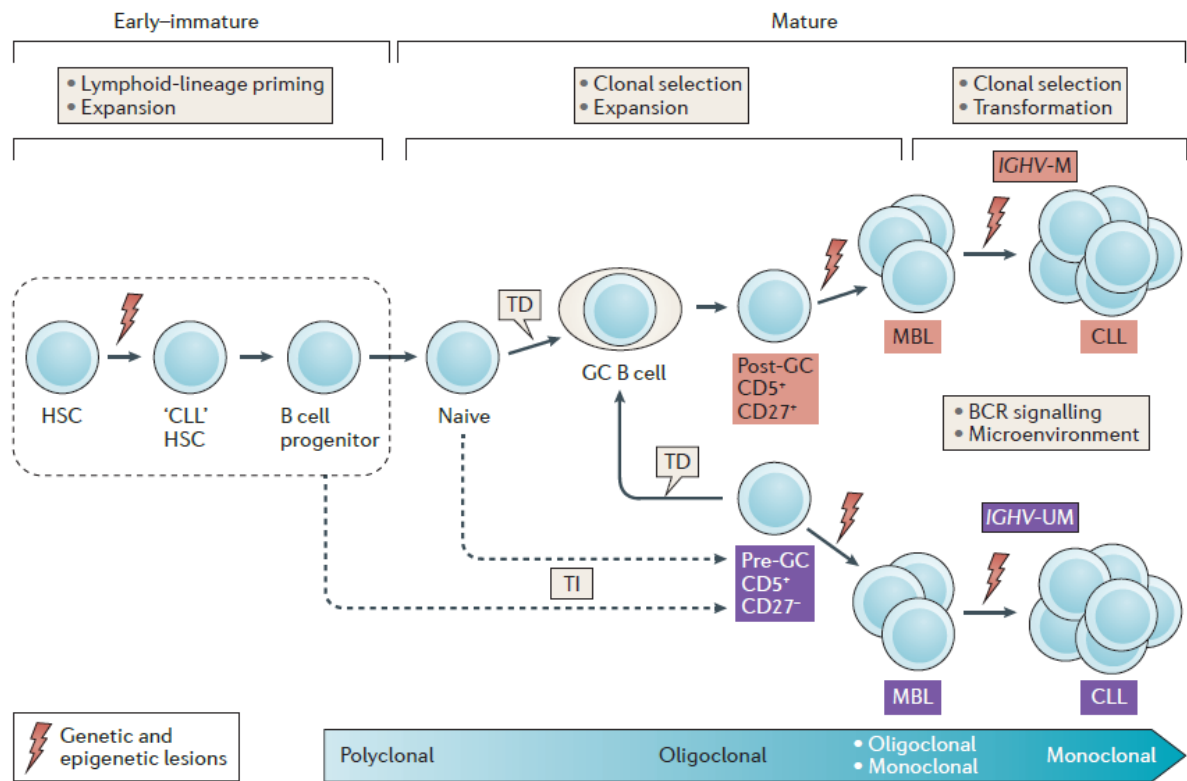 Early–immature
Mature
• Lymphoid-lineage priming
• Expansion
• Clonal selection
• Expansion
• Clonal selection
• Transformation
IGHV-M
TD
HSC
‘CLL’
HSC
B cell
progenitor
Naive
GC B cell
Post-GC
CD5⁺
CD27⁺
MBL
CLL
• BCR signalling
• Microenvironment
TD
IGHV-UM
TI
Pre-GC
CD5⁺
CD27⁻
MBL
CLL
Genetic and
epigenetic lesions
Polyclonal
Oligoclonal
• Oligoclonal
• Monoclonal
Monoclonal